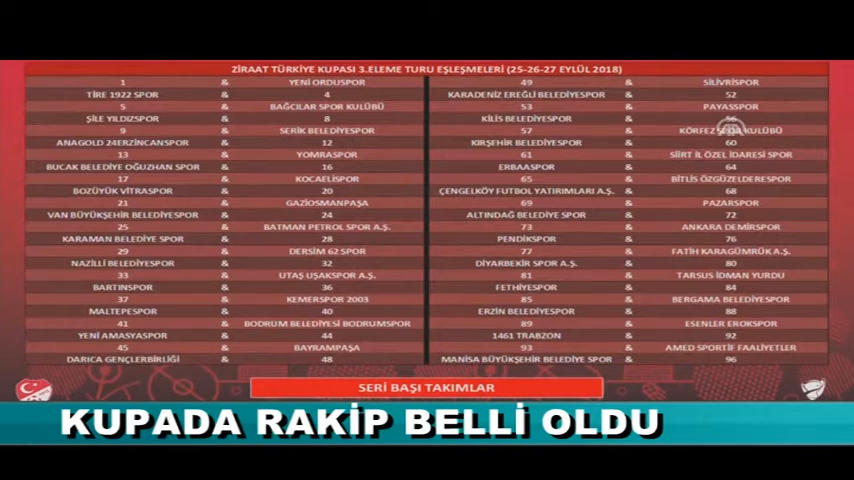 ZİRAAT TÜRKİYE KUPASI 3.ELEME TURU EŞLEŞMELERİ (25-26-27 EYLÜL 2018)
1 & YENİ ORDUSPOR
TİRE 1922 SPOR & 4
5 & BAĞCILAR SPOR KULÜBÜ
ŞİLE YILDIZSPOR & 8
9 & SERİK BELEDİYESPOR
ANAGOLD 24ERZİNCANSPOR & 12
13 & YOMRASPOR
BUCAK BELEDİYE OĞUZHAN SPOR & 16
17 & KOCAELİSPOR
BOZÜYÜK VİTRASPOR & 20
21 & GAZİOSMANPAŞA
VAN BÜYÜKŞEHİR BELEDİYESPOR & 24
25 & BATMAN PETROL SPOR A.Ş.
KARAMAN BELEDİYE SPOR & 28
29 & DERSİM 62 SPOR
NAZİLLİ BELEDİYESPOR & 32
33 & UTAŞ UŞAKSPOR A.Ş.
BARTINSPOR & 36
37 & KEMERSPOR 2003
MALTEPESPOR & 40
41 & BODRUM BELEDİYESİ BODRUMSPOR
YENİ AMASYASPOR & 44
45 & BAYRAMPAŞA
DARICA GENÇLERBİRLİĞİ & 48
49 & SİLİVRİSPOR
KARADENİZ EREĞLİ BELEDİYESPOR & 52
53 & PAYASSPOR
KİLİS BELEDİYESPOR & 56
57 & KÖRFEZ SPOR KULÜBÜ
KIRŞEHİR BELEDİYESPOR & 60
61 & SİİRT İL ÖZEL İDARESİ SPOR
ERBAASPOR & 64
65 & BİTLİS ÖZGÜZELDERESPOR
ÇENGELKÖY FUTBOL YATIRIMLARI A.Ş. & 68
69 & PAZARSPOR
ALTINDAĞ BELEDİYE SPOR & 72
73 & ANKARA DEMİRSPOR
PENDİKSPOR & 76
77 & FATİH KARAGÜMRÜK A.Ş.
DİYARBEKİR SPOR A.Ş. & 80
81 & TARSUS İDMAN YURDU
FETHİYESPOR & 84
85 & BERGAMA BELEDİYESPOR
ERZİN BELEDİYESPOR & 88
89 & ESENLER EROKSPOR
1461 TRABZON & 92
93 & AMED SPORTİF FAALİYETLER
MANİSA BÜYÜKŞEHİR BELEDİYE SPOR & 96
SERİ BAŞI TAKIMLAR
KUPADA RAKİP BELLİ OLDU